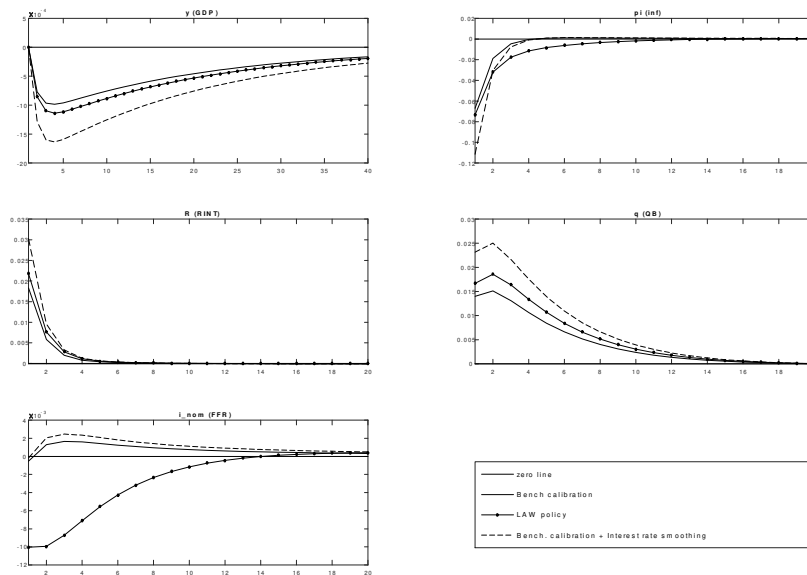 y (GDP)
x 10^-4
5
0
-5
-10
-15
-20
5 10 15 20 25 30 35 40
pi (inf)
0.02
0
-0.02
-0.04
-0.06
-0.08
-0.1
-0.12
2 4 6 8 10 12 14 16 18
R (RINT)
0.035
0.03
0.025
0.02
0.015
0.01
0.005
0
2 4 6 8 10 12 14 16 18 20
q (QB)
0.03
0.025
0.02
0.015
0.01
0.005
0
2 4 6 8 10 12 14 16 18
i_nom (FFR)
x 10^-3
4
2
0
-2
-4
-6
-8
-10
-12
2 4 6 8 10 12 14 16 18 20
zero line
Bench calibration
LAW policy
Bench. calibration + Interest rate smoothing